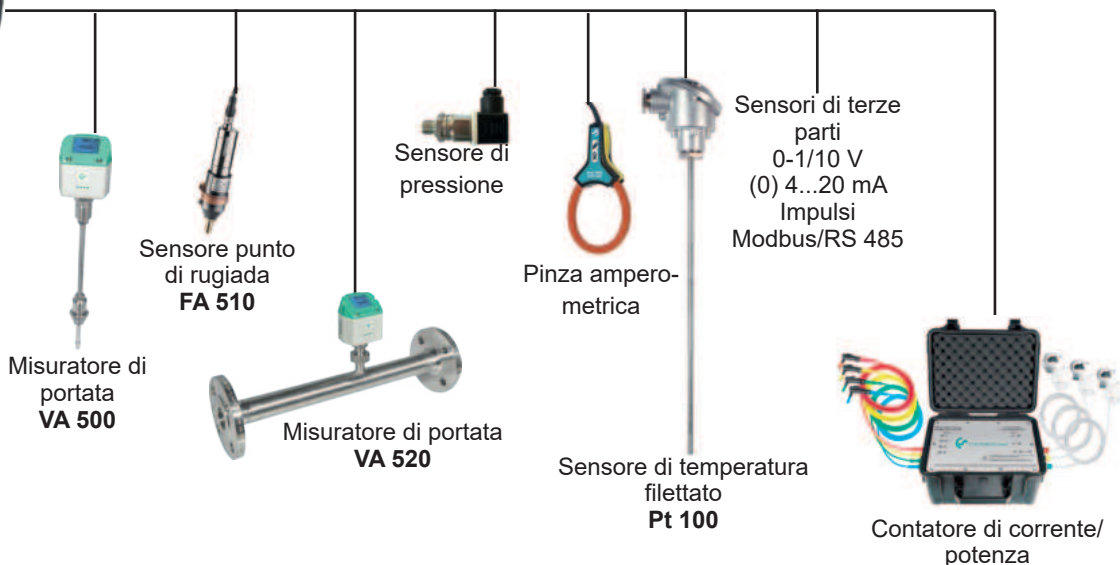 Misuratore di
portata
VA 500
Sensore punto
di rugiada
FA 510
Misuratore di portata
VA 520
Sensore di
pressione
Pinza ampero-
metrica
Sensore di temperatura
filettato
Pt 100
Sensori di terze
parti
0-1/10 V
(0) 4...20 mA
Impulsi
Modbus/RS 485
Contatore di corrente/
potenza